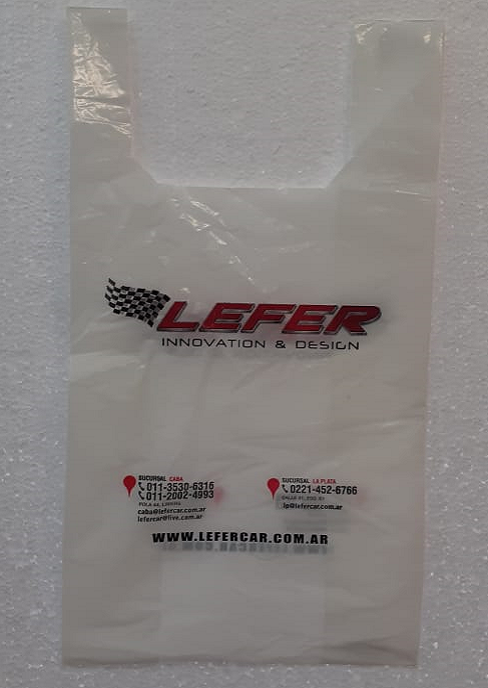 LEFER
INNOVATION & DESIGN
SUCURSAL CABA
011-3530-6316
011-2002-4993
caba@lefercar.com.ar
lefercar@live.com.ar
SUCURSAL LA PLATA
0221-452-6766
lp@lefercar.com.ar
WWW.LEFERCAR.COM.AR